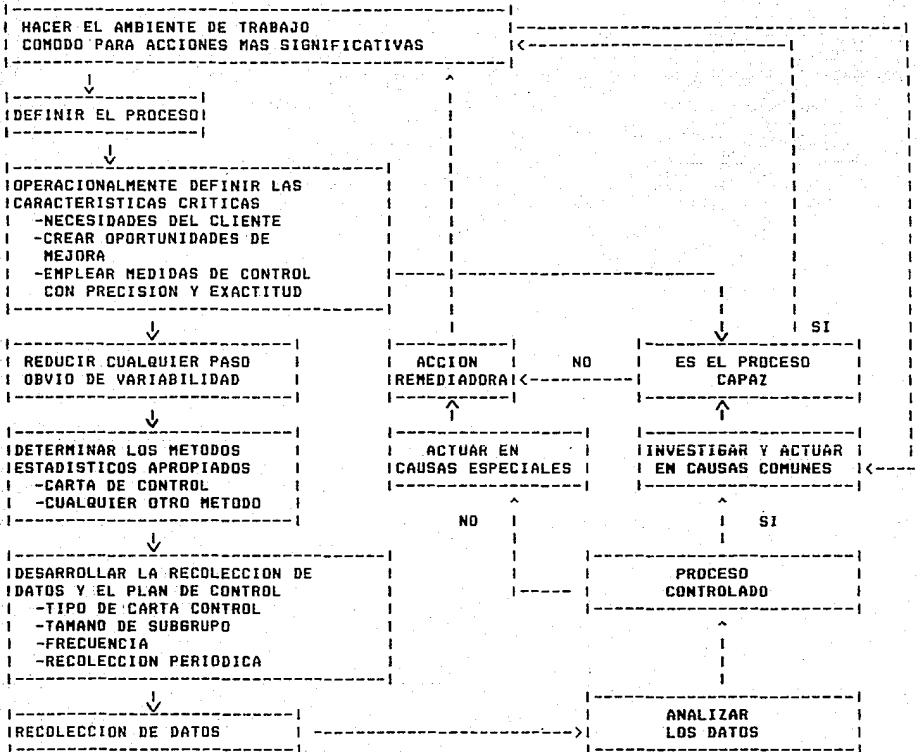 HACER EL AMBIENTE DE TRABAJO
COMODO PARA ACCIONES MAS SIGNIFICATIVAS
DEFINIR EL PROCESO
OPERACIONALMENTE DEFINIR LAS
CARACTERISTICAS CRITICAS
-NECESIDADES DEL CLIENTE
-CREAR OPORTUNIDADES DE
MEJORA
-EMPLEAR MEDIDAS DE CONTROL
CON PRECISION Y EXACTITUD
REDUCIR CUALQUIER PASO
OBVIO DE VARIABILIDAD
DETERMINAR LOS METODOS
ESTADISTICOS APROPIADOS
-CARTA DE CONTROL
-CUALQUIER OTRO METODO
DESARROLLAR LA RECOLECCION DE
DATOS Y EL PLAN DE CONTROL
-TIPO DE CARTA CONTROL
-TAMANO DE SUBGRUPO
-FRECUENCIA
-RECOLECCION PERIODICA
RECOLECCION DE DATOS
ANALIZAR
LOS DATOS
PROCESO
CONTROLADO
NO
SI
ACTUAR EN
CAUSAS ESPECIALES
INVESTIGAR Y ACTUAR
EN CAUSAS COMUNES
ACCION
REMEDIADORA
NO
ES EL PROCESO
CAPAZ
SI